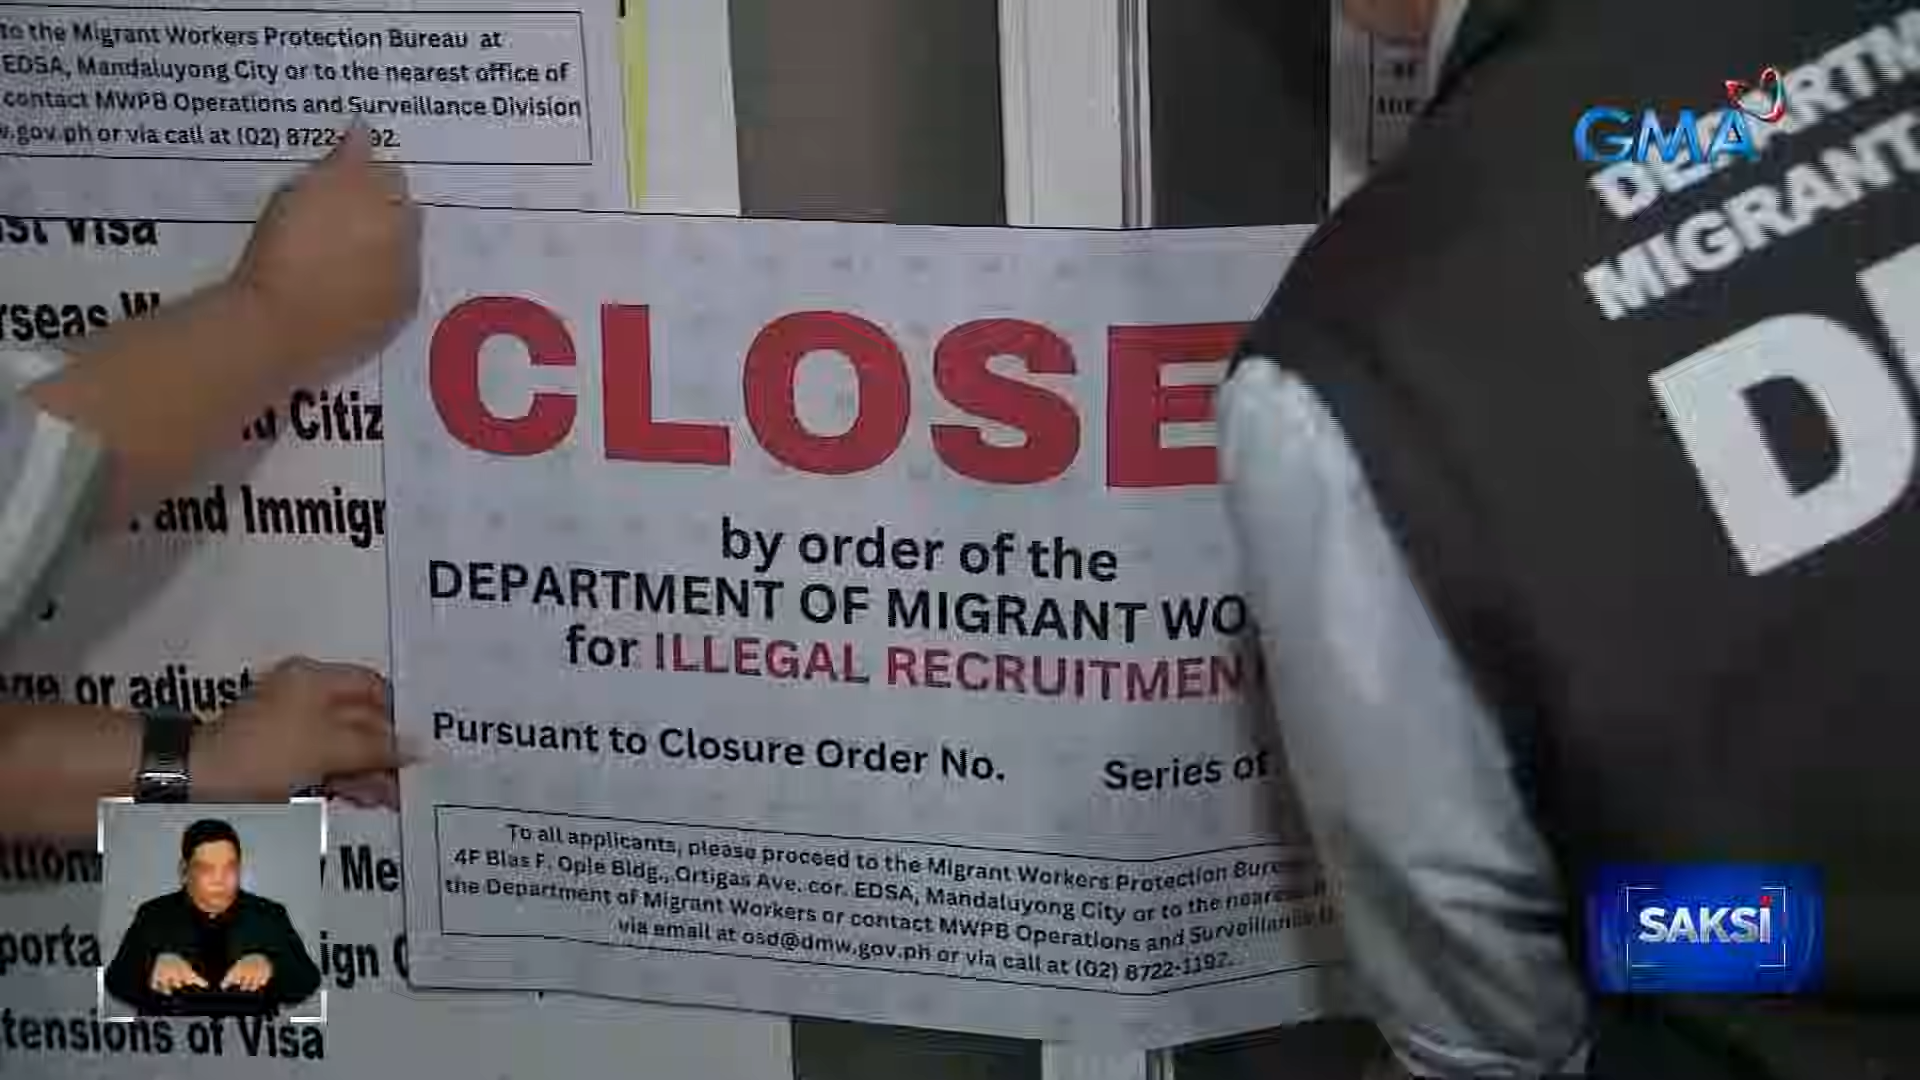 to the Migrant Workers Protection Bureau at
EDSA, Mandaluyong City or to the nearest office of
contact MWPB Operations and Surveillance Division
v.gov.ph or via call at (02) 8722- 92.
st Visa
rseas W
Citiz
. and Immigr
or adjust
tions
y Me
porta
ign C
tensions of Visa
CLOSE
by order of the
DEPARTMENT OF MIGRANT WO
for ILLEGAL RECRUITMEN
Pursuant to Closure Order No. Series of
To all applicants, please proceed to the Migrant Workers Protection Bure
4F Blas F. Ople Bldg., Ortigas Ave. cor. EDSA, Mandaluyong City or to the neares
the Department of Migrant Workers or contact MWPB Operations and Surveillance D
via email at osd@dmw.gov.ph or via call at (02) 8722-1192.
GMA
DEPARTM
MIGRANT
D
SAKSI